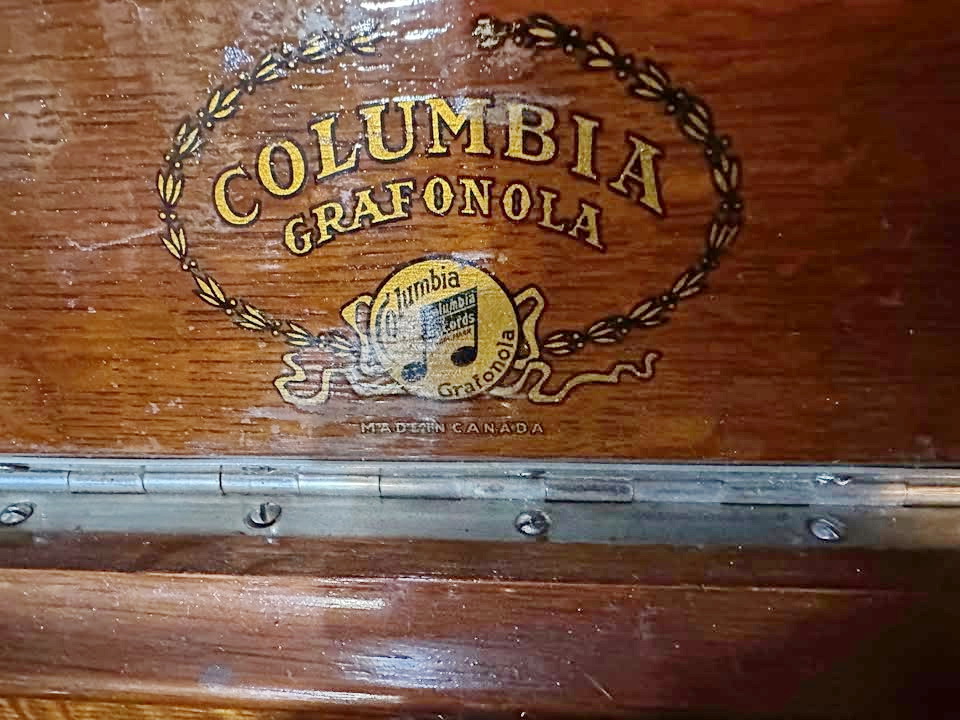 COLUMBIA
GRAFONOLA
Columbia
Columbia
Records
Grafonola
MADE IN CANADA